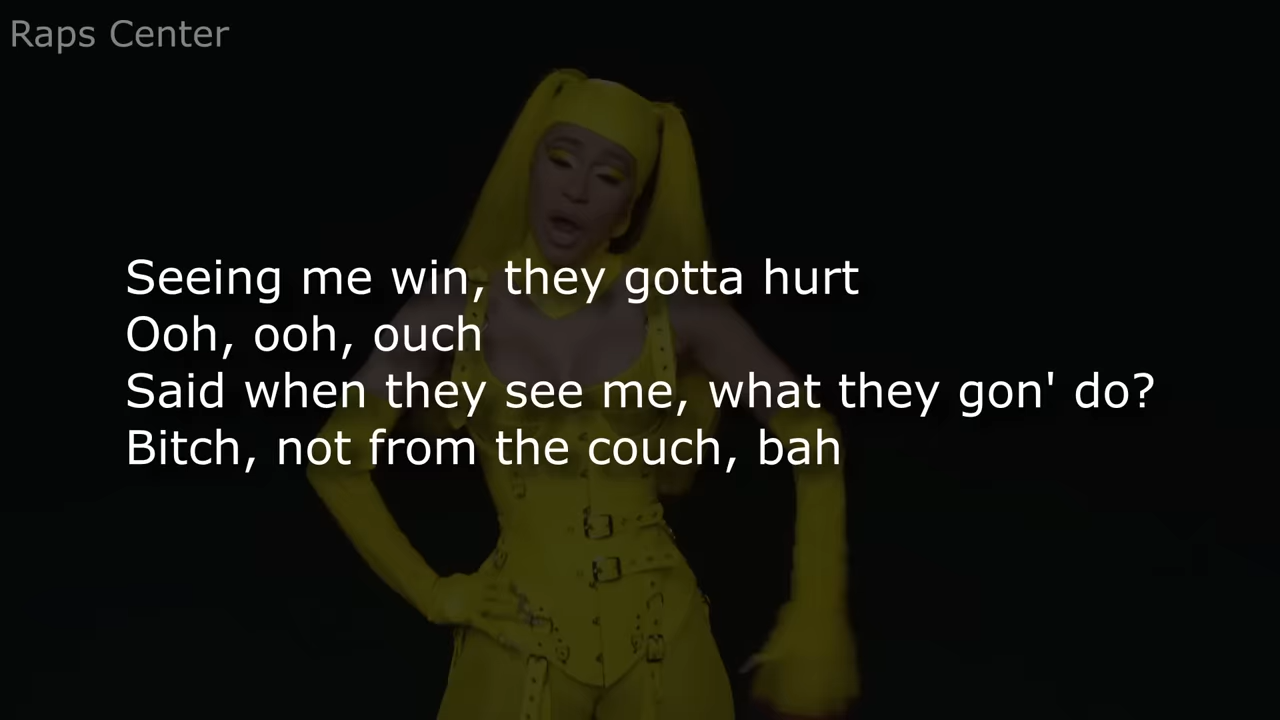 Raps Center
Seeing me win, they gotta hurt
Ooh, ooh, ouch
Said when they see me, what they gon' do?
Bitch, not from the couch, bah